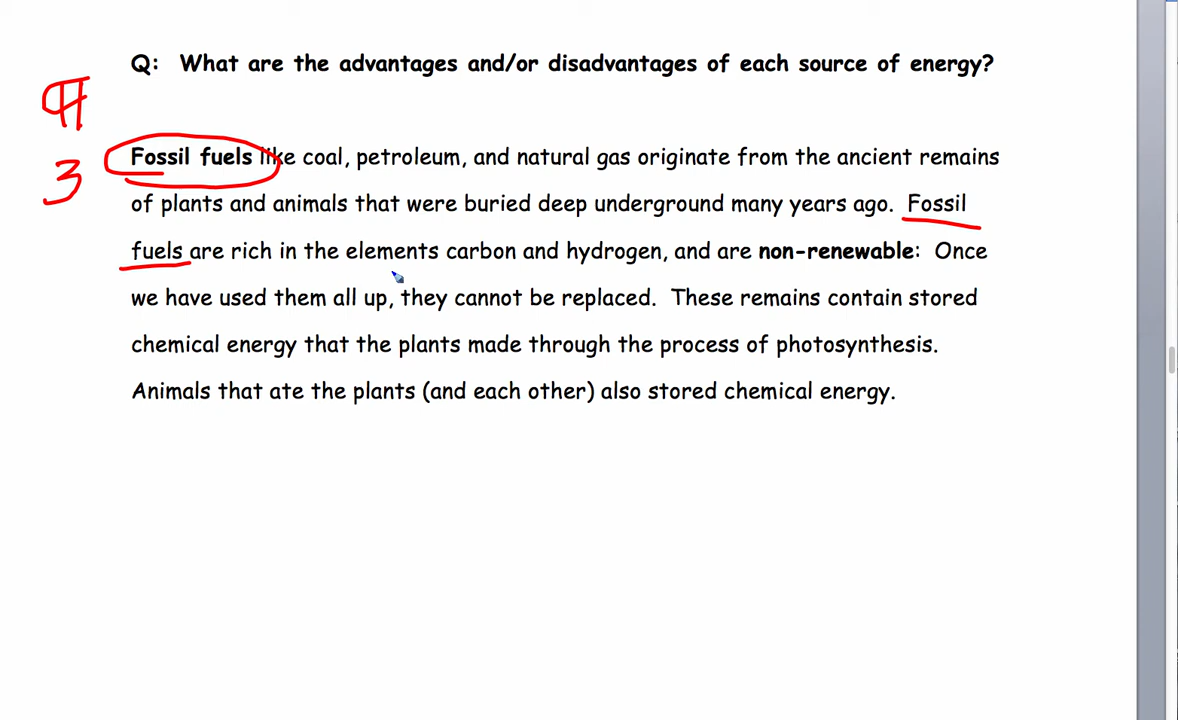 Q: What are the advantages and/or disadvantages of each source of energy?
¶
3
Fossil fuels like coal, petroleum, and natural gas originate from the ancient remains
of plants and animals that were buried deep underground many years ago. Fossil
fuels are rich in the elements carbon and hydrogen, and are non-renewable: Once
we have used them all up, they cannot be replaced. These remains contain stored
chemical energy that the plants made through the process of photosynthesis.
Animals that ate the plants (and each other) also stored chemical energy.